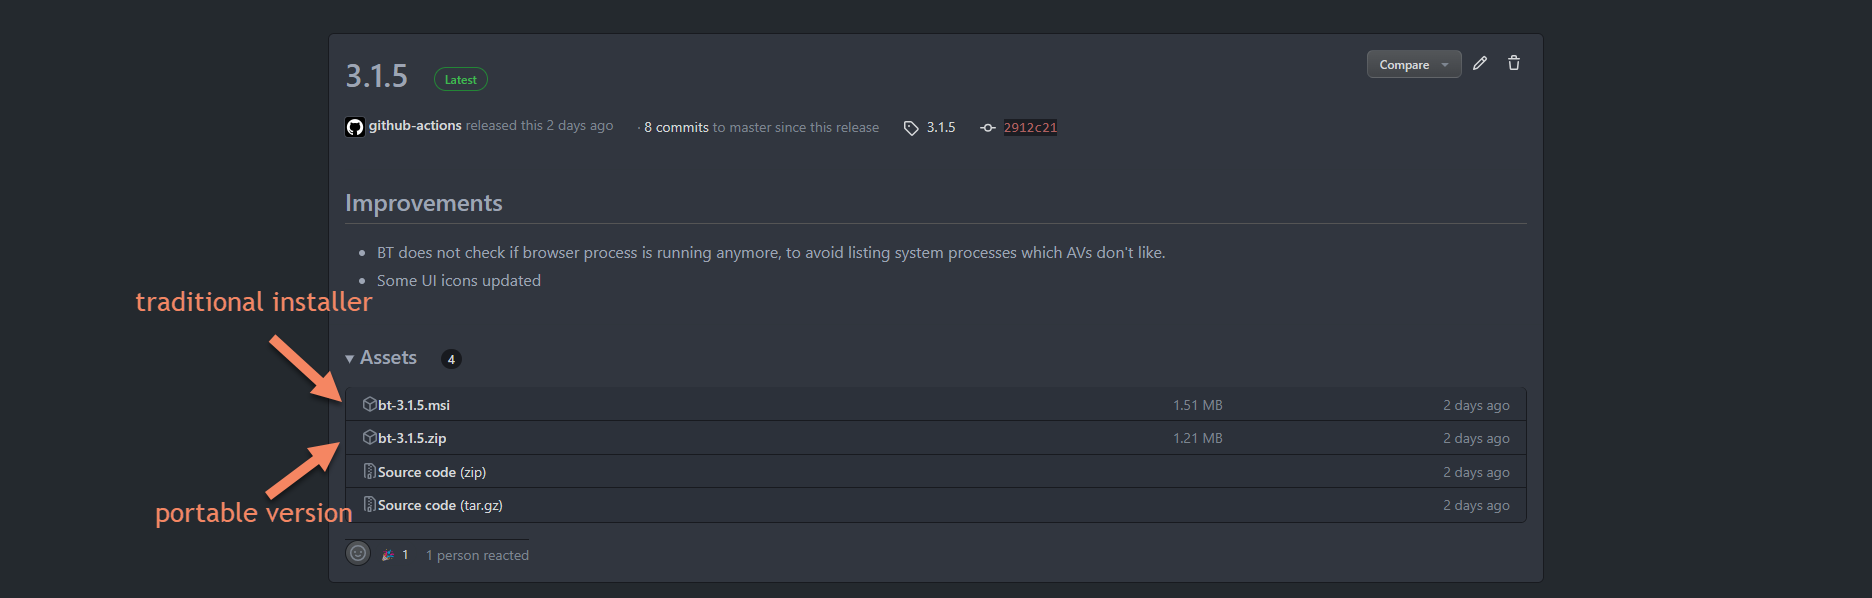 3.1.5 Latest Compare
github-actions released this 2 days ago · 8 commits to master since this release 3.1.5 2912c21
Improvements
BT does not check if browser process is running anymore, to avoid listing system processes which AVs don't like.
Some UI icons updated
traditional installer
Assets 4
bt-3.1.5.msi 1.51 MB 2 days ago
bt-3.1.5.zip 1.21 MB 2 days ago
Source code (zip) 2 days ago
Source code (tar.gz) 2 days ago
portable version
1 1 person reacted